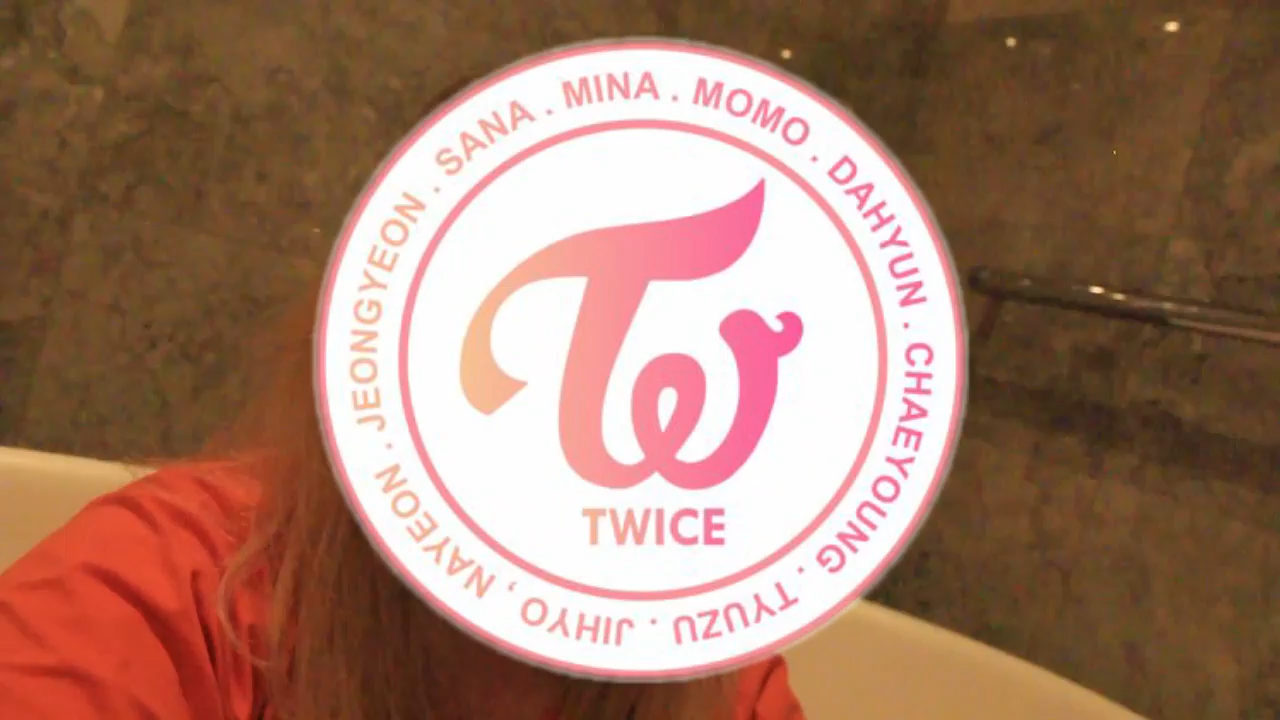 JEONGYEON . SANA . MINA . MOMO . DAHYUN . CHAEYOUNG . TYUZU . JIHYO , NAYEON .
Tw
TWICE